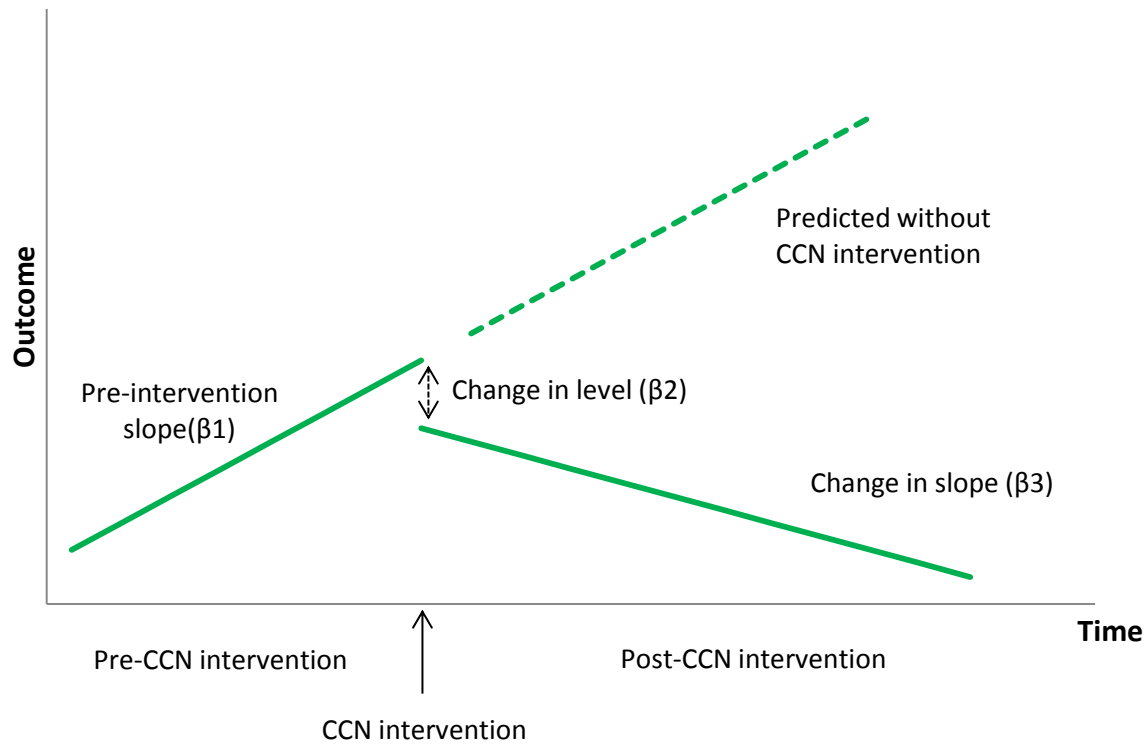 Predicted without
CCN intervention
Outcome
Pre-intervention
slope(β1)
Change in level (β2)
Change in slope (β3)
Time
Pre-CCN intervention
Post-CCN intervention
CCN intervention